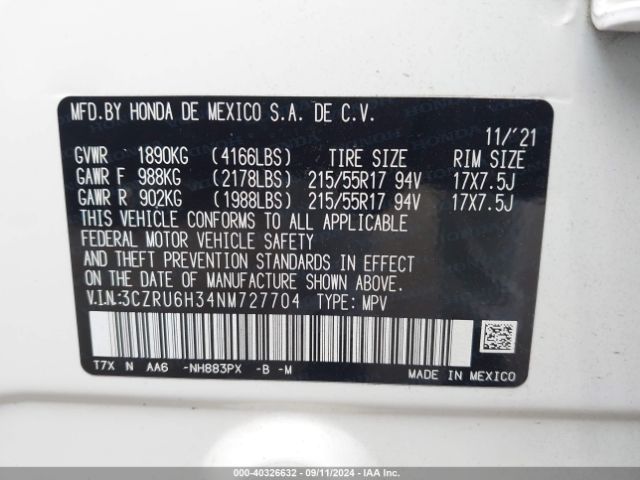 MFD.BY HONDA DE MEXICO S.A. DE C.V.
11/'21
GVWR 1890KG (4166LBS) TIRE SIZE RIM SIZE
GAWR F 988KG (2178LBS) 215/55R17 94V 17X7.5J
GAWR R 902KG (1988LBS) 215/55R17 94V 17X7.5J
THIS VEHICLE CONFORMS TO ALL APPLICABLE
FEDERAL MOTOR VEHICLE SAFETY
AND THEFT PREVENTION STANDARDS IN EFFECT
ON THE DATE OF MANUFACTURE SHOWN ABOVE.
V.I.N:3CZRU6H34NM727704 TYPE: MPV
T7X N AA6 -NH883PX -B -M
MADE IN MEXICO
000-40326632 - 09/11/2024 - IAA Inc.